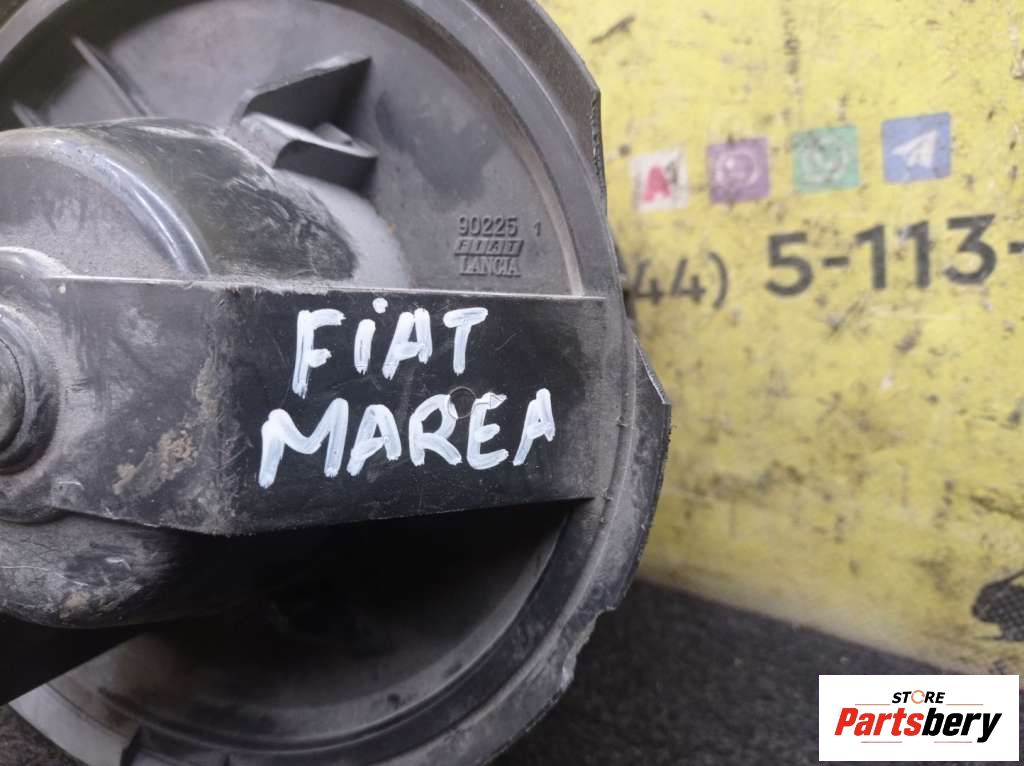 90225 1
FIAT
LANCIA
FiAT
MAREA
A
44) 5-113-
STORE
Partsbery